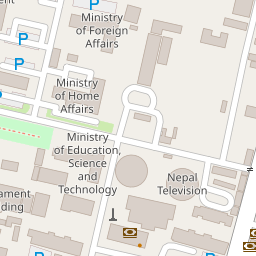 P
Ministry
of Foreign
Affairs
P
P
Ministry
of Home
Affairs
Ministry
of Education,
Science
and
Technology
Nepal
Television
P